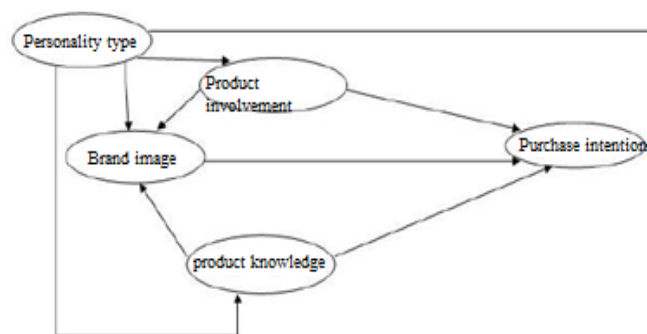 Personality type
Product
involvement
Brand image
Purchase intention
product knowledge